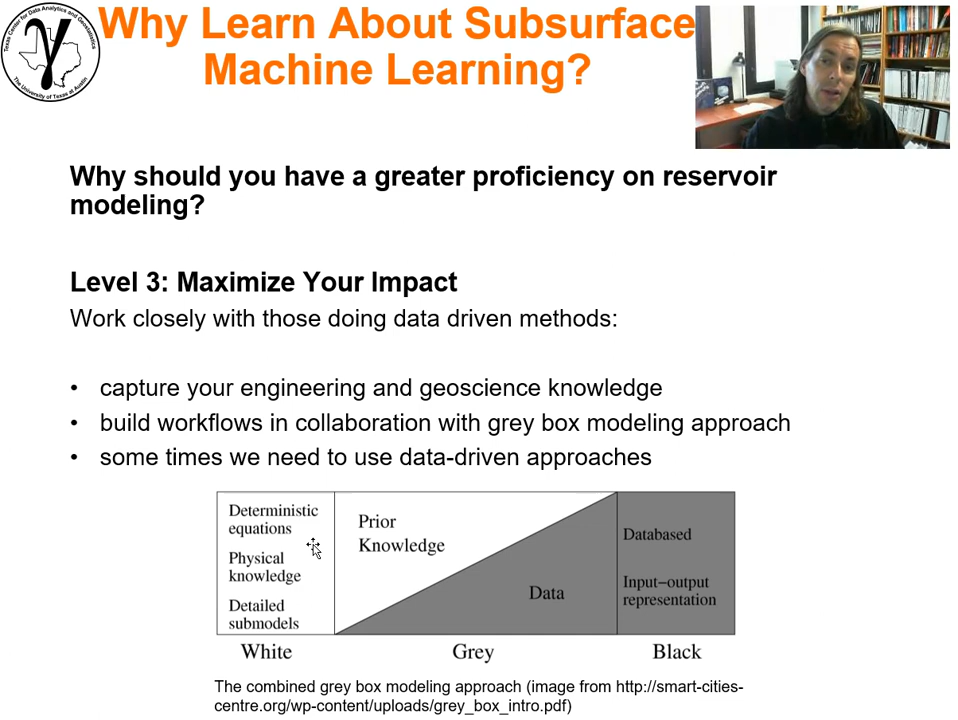 Texas Center for Data Analytics and Geostatistics
The University of Texas at Austin
Why Learn About Subsurface
Machine Learning?
Why should you have a greater proficiency on reservoir
modeling?
Level 3: Maximize Your Impact
Work closely with those doing data driven methods:
• capture your engineering and geoscience knowledge
• build workflows in collaboration with grey box modeling approach
• some times we need to use data-driven approaches
Deterministic
equations
Physical
knowledge
Detailed
submodels
White
Prior
Knowledge
Data
Grey
Databased
Input−output
representation
Black
The combined grey box modeling approach (image from http://smart-cities-
centre.org/wp-content/uploads/grey_box_intro.pdf)